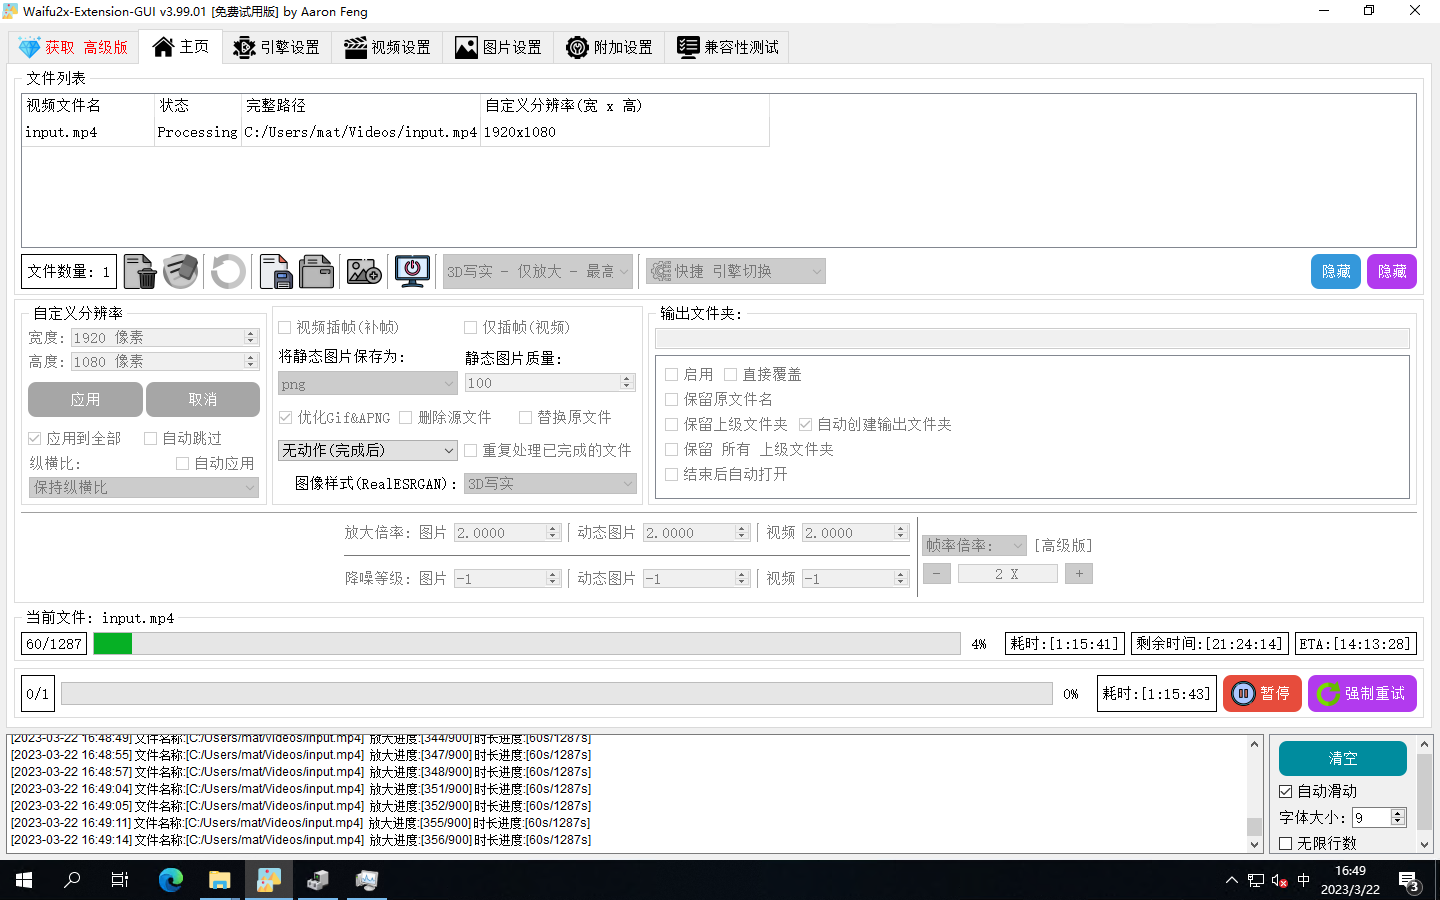 Waifu2x-Extension-GUI v3.99.01 [免费试用版] by Aaron Feng
获取 高级版
主页
引擎设置
视频设置
图片设置
附加设置
兼容性测试
文件列表
视频文件名 状态 完整路径 自定义分辨率(宽 x 高)
input.mp4 Processing C:/Users/mat/Videos/input.mp4 1920x1080
文件数量: 1
3D写实 - 仅放大 - 最高
快捷 引擎切换
隐藏
隐藏
自定义分辨率
宽度: 1920 像素
高度: 1080 像素
应用 取消
应用到全部 自动跳过
纵横比: 自动应用
保持纵横比
视频插帧(补帧) 仅插帧(视频)
将静态图片保存为: 静态图片质量:
png 100
优化Gif&APNG 删除源文件 替换原文件
无动作(完成后) 重复处理已完成的文件
图像样式(RealESRGAN): 3D写实
输出文件夹:
启用 直接覆盖
保留原文件名
保留上级文件夹 自动创建输出文件夹
保留 所有 上级文件夹
结束后自动打开
放大倍率: 图片 2.0000 动态图片 2.0000 视频 2.0000
降噪等级: 图片 -1 动态图片 -1 视频 -1
帧率倍率: [高级版]
- 2 X +
当前文件: input.mp4
60/1287 4% 耗时:[1:15:41] 剩余时间:[21:24:14] ETA:[14:13:28]
0/1 0% 耗时:[1:15:43] 暂停 强制重试
[2023-03-22 16:48:49] 文件名称:[C:/Users/mat/Videos/input.mp4] 放大进度:[344/900] 时长进度:[60s/1287s]
[2023-03-22 16:48:55] 文件名称:[C:/Users/mat/Videos/input.mp4] 放大进度:[347/900] 时长进度:[60s/1287s]
[2023-03-22 16:48:57] 文件名称:[C:/Users/mat/Videos/input.mp4] 放大进度:[348/900] 时长进度:[60s/1287s]
[2023-03-22 16:49:04] 文件名称:[C:/Users/mat/Videos/input.mp4] 放大进度:[351/900] 时长进度:[60s/1287s]
[2023-03-22 16:49:05] 文件名称:[C:/Users/mat/Videos/input.mp4] 放大进度:[352/900] 时长进度:[60s/1287s]
[2023-03-22 16:49:11] 文件名称:[C:/Users/mat/Videos/input.mp4] 放大进度:[355/900] 时长进度:[60s/1287s]
[2023-03-22 16:49:14] 文件名称:[C:/Users/mat/Videos/input.mp4] 放大进度:[356/900] 时长进度:[60s/1287s]
清空
自动滑动
字体大小: 9
无限行数
中
16:49
2023/3/22
3